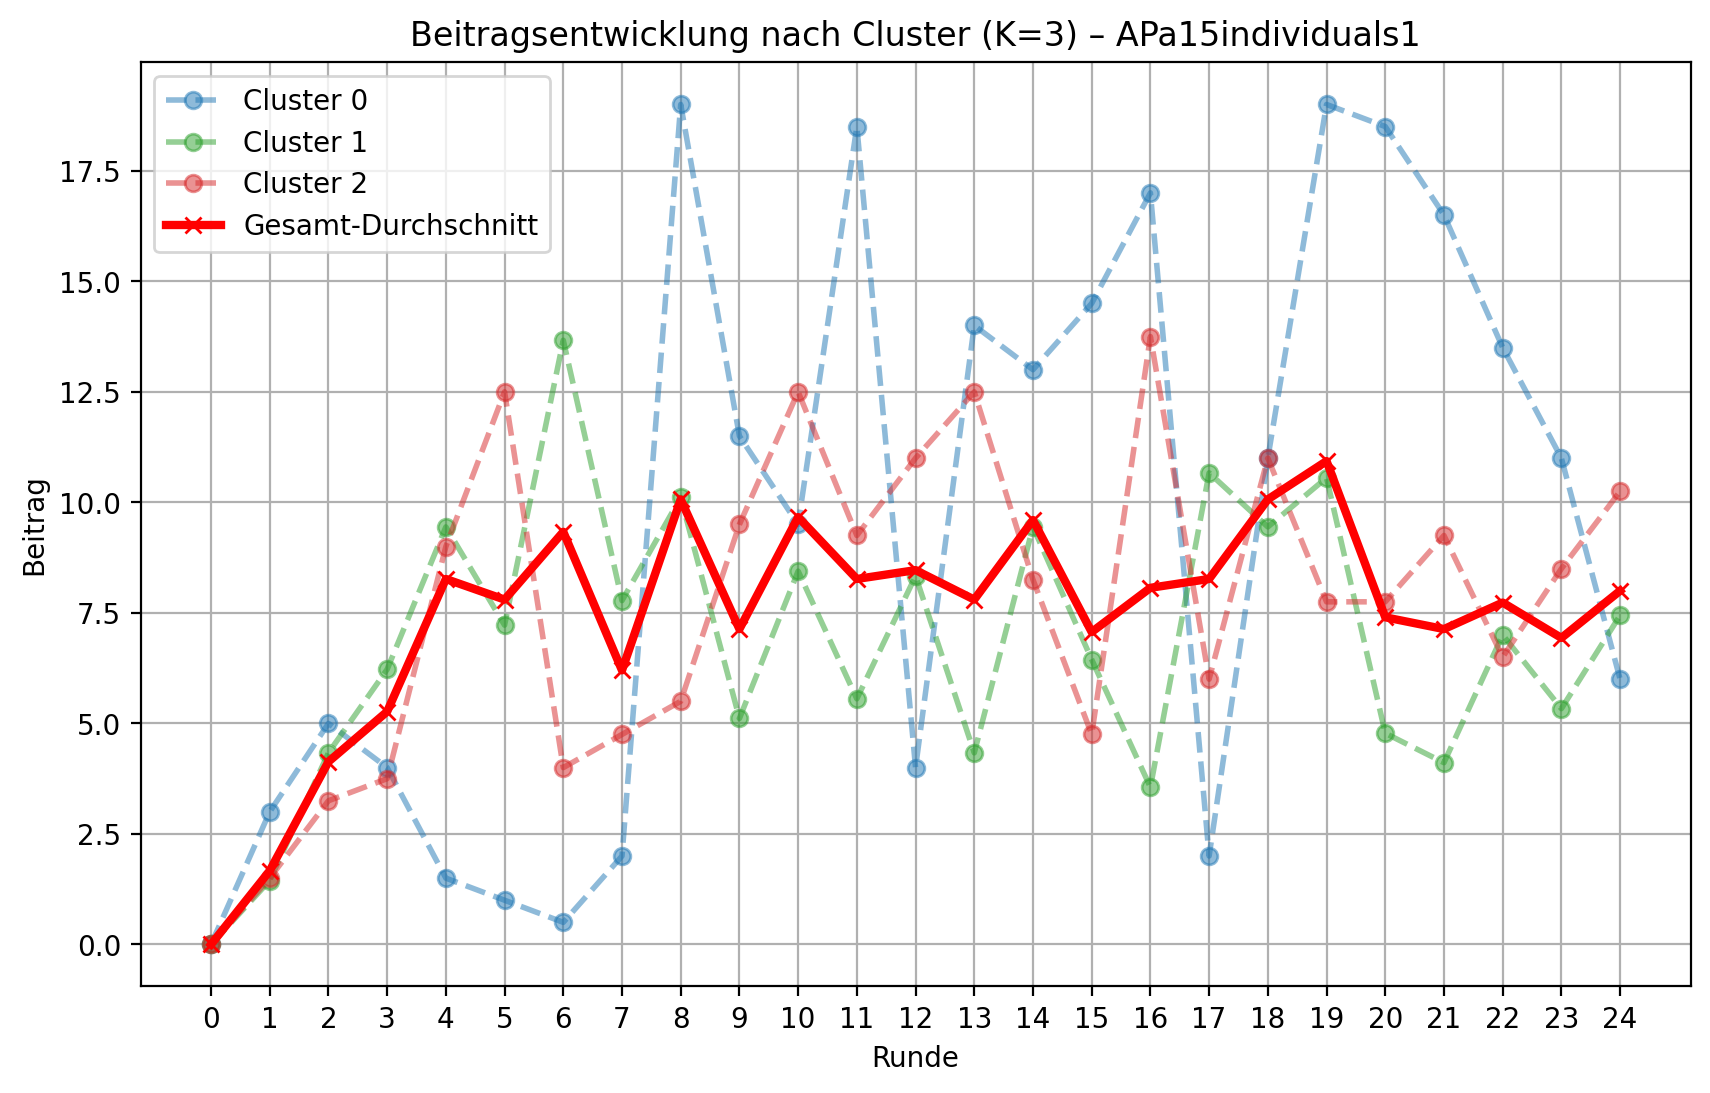 Beitragsentwicklung nach Cluster (K=3) – APa15individuals1
Cluster 0
Cluster 1
Cluster 2
Gesamt-Durchschnitt
Beitrag
17.5
15.0
12.5
10.0
7.5
5.0
2.5
0.0
0 1 2 3 4 5 6 7 8 9 10 11 12 13 14 15 16 17 18 19 20 21 22 23 24
Runde